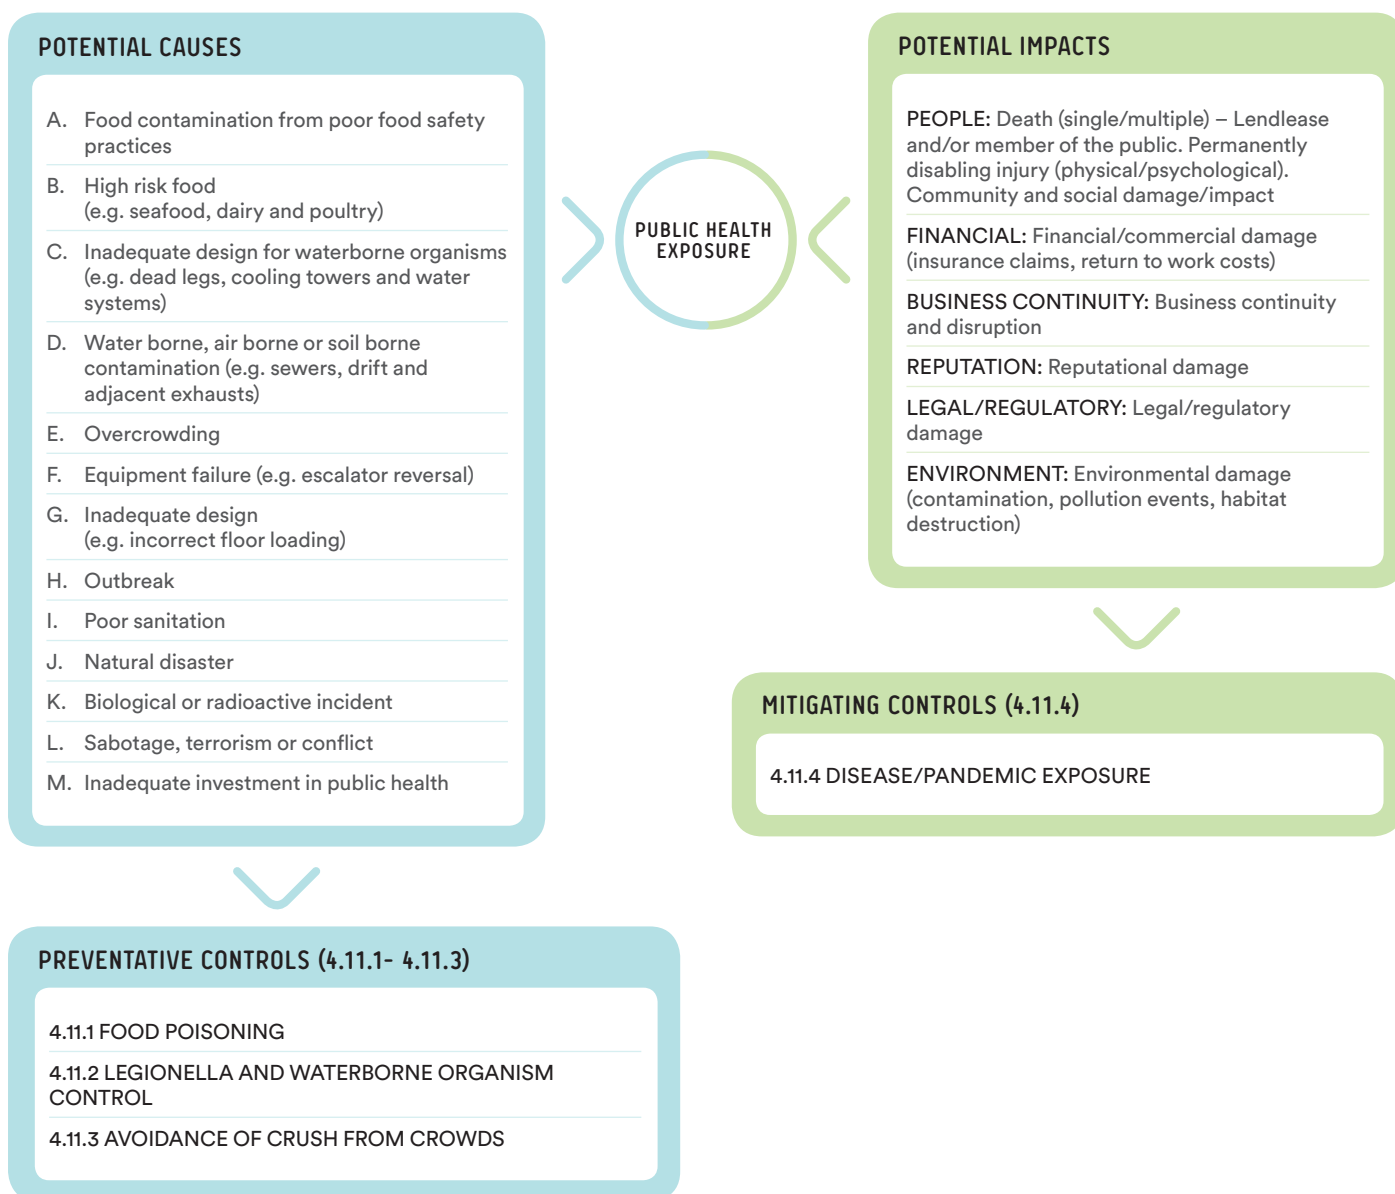 POTENTIAL CAUSES
A. Food contamination from poor food safety
practices
B. High risk food
(e.g. seafood, dairy and poultry)
C. Inadequate design for waterborne organisms
(e.g. dead legs, cooling towers and water
systems)
D. Water borne, air borne or soil borne
contamination (e.g. sewers, drift and
adjacent exhausts)
E. Overcrowding
F. Equipment failure (e.g. escalator reversal)
G. Inadequate design
(e.g. incorrect floor loading)
H. Outbreak
I. Poor sanitation
J. Natural disaster
K. Biological or radioactive incident
L. Sabotage, terrorism or conflict
M. Inadequate investment in public health
PUBLIC HEALTH
EXPOSURE
POTENTIAL IMPACTS
PEOPLE: Death (single/multiple) – Lendlease
and/or member of the public. Permanently
disabling injury (physical/psychological).
Community and social damage/impact
FINANCIAL: Financial/commercial damage
(insurance claims, return to work costs)
BUSINESS CONTINUITY: Business continuity
and disruption
REPUTATION: Reputational damage
LEGAL/REGULATORY: Legal/regulatory
damage
ENVIRONMENT: Environmental damage
(contamination, pollution events, habitat
destruction)
MITIGATING CONTROLS (4.11.4)
4.11.4 DISEASE/PANDEMIC EXPOSURE
PREVENTATIVE CONTROLS (4.11.1- 4.11.3)
4.11.1 FOOD POISONING
4.11.2 LEGIONELLA AND WATERBORNE ORGANISM
CONTROL
4.11.3 AVOIDANCE OF CRUSH FROM CROWDS